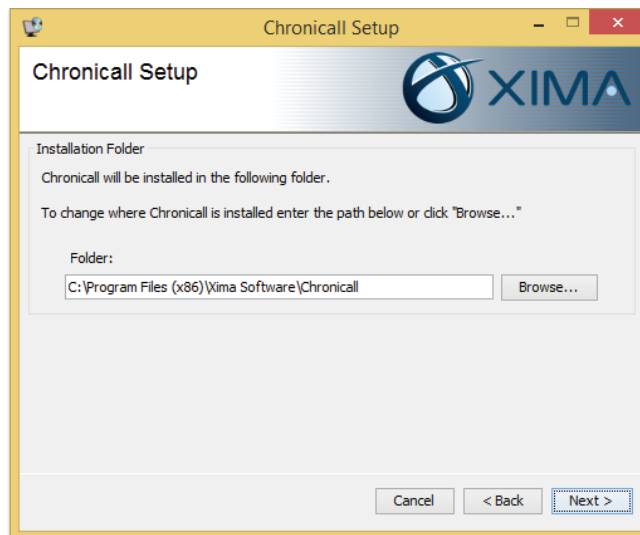 Chronicall Setup
Chronicall Setup
XIMA
Installation Folder
Chronicall will be installed in the following folder.
To change where Chronicall is installed enter the path below or click "Browse..."
Folder:
C:\Program Files (x86)\Xima Software\Chronicall
Browse...
Cancel
< Back
Next >